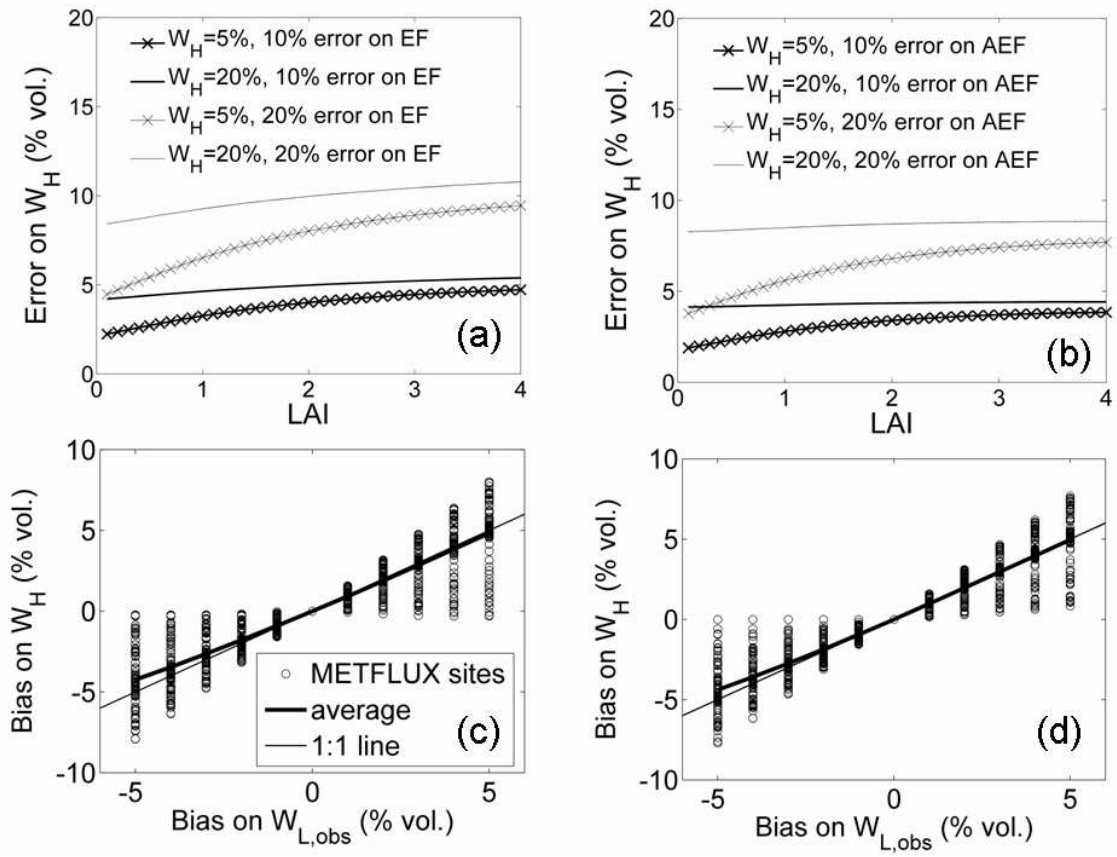 W_H=5%, 10% error on EF
W_H=20%, 10% error on EF
W_H=5%, 20% error on EF
W_H=20%, 20% error on EF
Error on W_H (% vol.)
20
15
10
5
0
0
1
2
3
4
LAI
(a)
W_H=5%, 10% error on AEF
W_H=20%, 10% error on AEF
W_H=5%, 20% error on AEF
W_H=20%, 20% error on AEF
Error on W_H (% vol.)
20
15
10
5
0
0
1
2
3
4
LAI
(b)
Bias on W_H (% vol.)
10
5
0
-5
-10
-5
0
5
Bias on W_L,obs (% vol.)
METFLUX sites
average
1:1 line
(c)
Bias on W_H (% vol.)
10
5
0
-5
-10
-5
0
5
Bias on W_L,obs (% vol.)
(d)